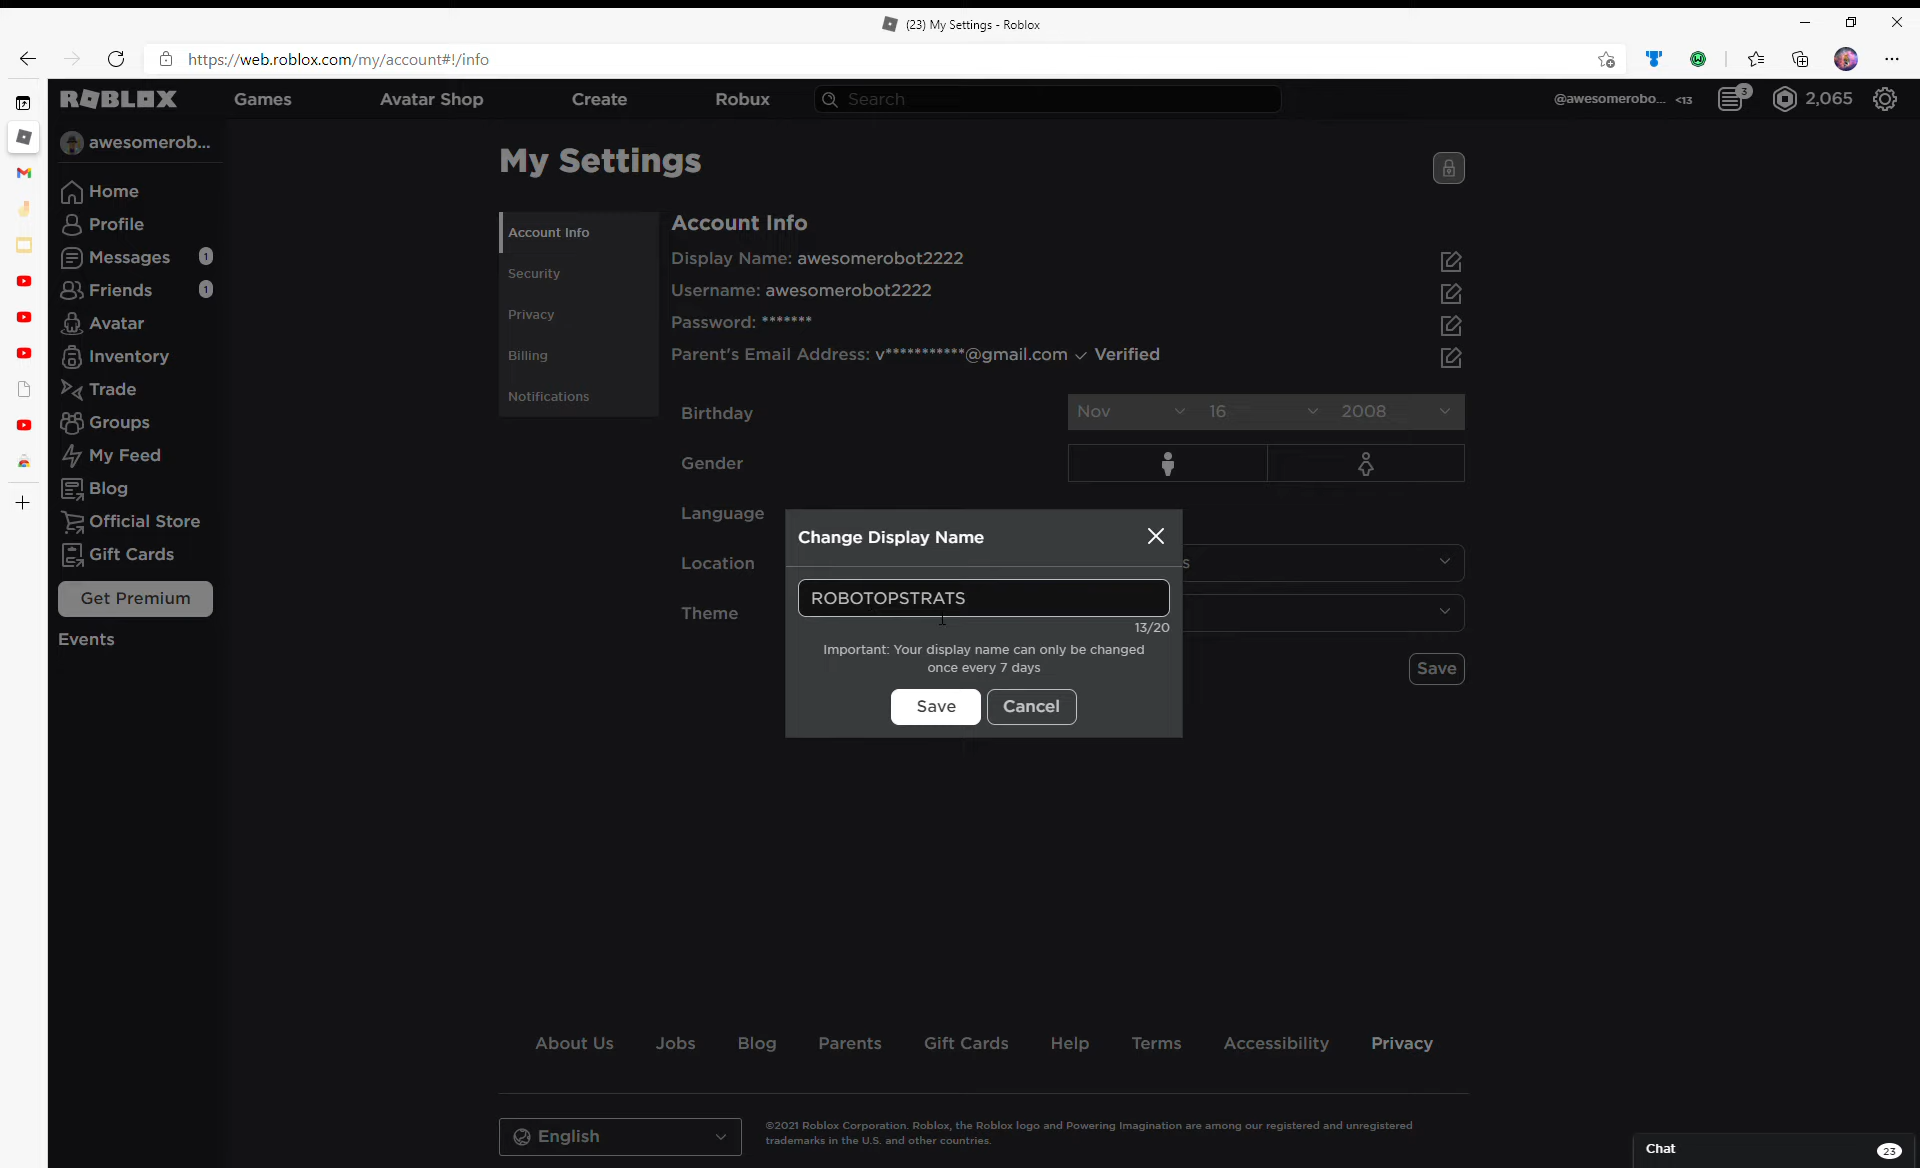 (23) My Settings - Roblox
https://web.roblox.com/my/account#!/info
ROBLOX
Games
Avatar Shop
Create
Robux
Search
@awesomerobo... <13
3
2,065
awesomerob...
Home
Profile
Messages 1
Friends 1
Avatar
Inventory
Trade
Groups
My Feed
Blog
Official Store
Gift Cards
Get Premium
Events
My Settings
Account Info
Security
Privacy
Billing
Notifications
Account Info
Display Name: awesomerobot2222
Username: awesomerobot2222
Password: *******
Parent's Email Address: v***********@gmail.com ✓ Verified
Birthday
Nov
16
2008
Gender
Language
Location
s
Theme
Save
Change Display Name
ROBOTOPSTRATS
13/20
Important: Your display name can only be changed
once every 7 days
Save
Cancel
About Us
Jobs
Blog
Parents
Gift Cards
Help
Terms
Accessibility
Privacy
English
©2021 Roblox Corporation. Roblox, the Roblox logo and Powering Imagination are among our registered and unregistered
trademarks in the U.S. and other countries.
Chat
23